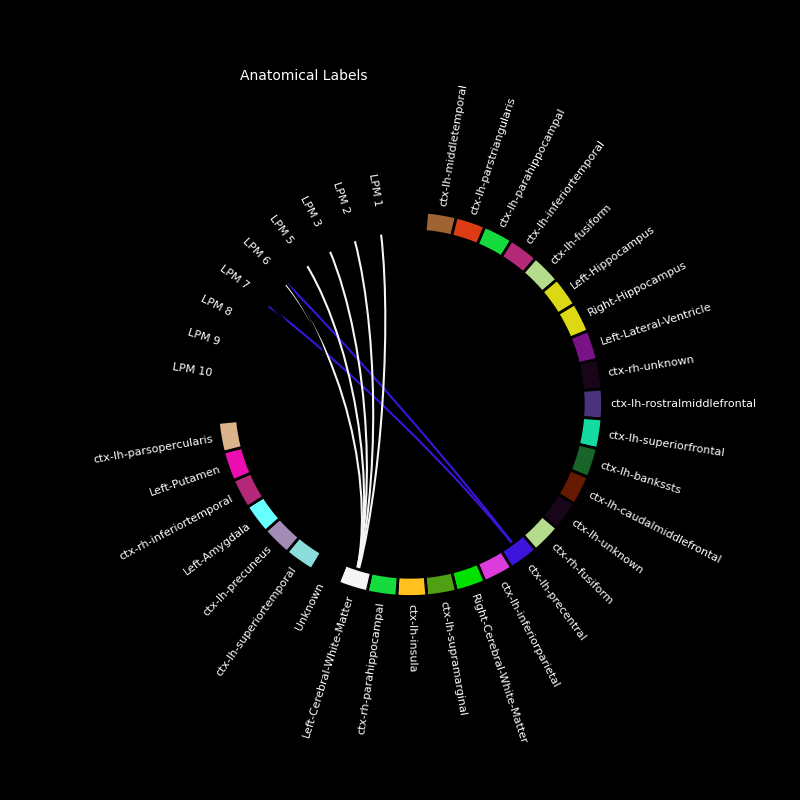 Anatomical Labels
ctx-lh-middletemporal
ctx-lh-parstriangularis
ctx-lh-parahippocampal
ctx-lh-inferiortemporal
ctx-lh-fusiform
Left-Hippocampus
Right-Hippocampus
Left-Lateral-Ventricle
ctx-rh-unknown
ctx-lh-rostralmiddlefrontal
ctx-lh-superiorfrontal
ctx-lh-bankssts
ctx-lh-caudalmiddlefrontal
ctx-lh-unknown
ctx-rh-fusiform
ctx-lh-precentral
ctx-lh-inferiorparietal
Right-Cerebral-White-Matter
ctx-lh-supramarginal
ctx-lh-insula
ctx-rh-parahippocampal
Left-Cerebral-White-Matter
Unknown
ctx-lh-superiortemporal
ctx-lh-precuneus
Left-Amygdala
ctx-rh-inferiortemporal
Left-Putamen
ctx-lh-parsopercularis
LPM 10
LPM 9
LPM 8
LPM 7
LPM 6
LPM 5
LPM 3
LPM 2
LPM 1